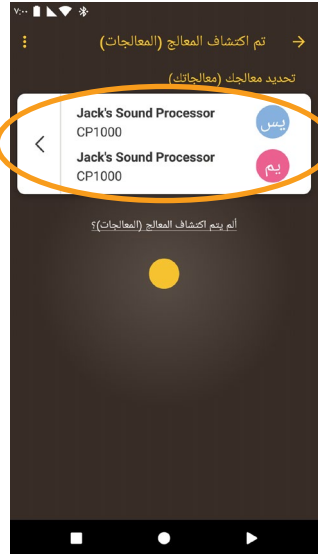 ٧:٠٠
تم اكتشاف المعالج (المعالجات)
تحديد معالجك (معالجاتك)
Jack's Sound Processor
CP1000
يس
Jack's Sound Processor
CP1000
يم
ألم يتم اكتشاف المعالج (المعالجات)؟